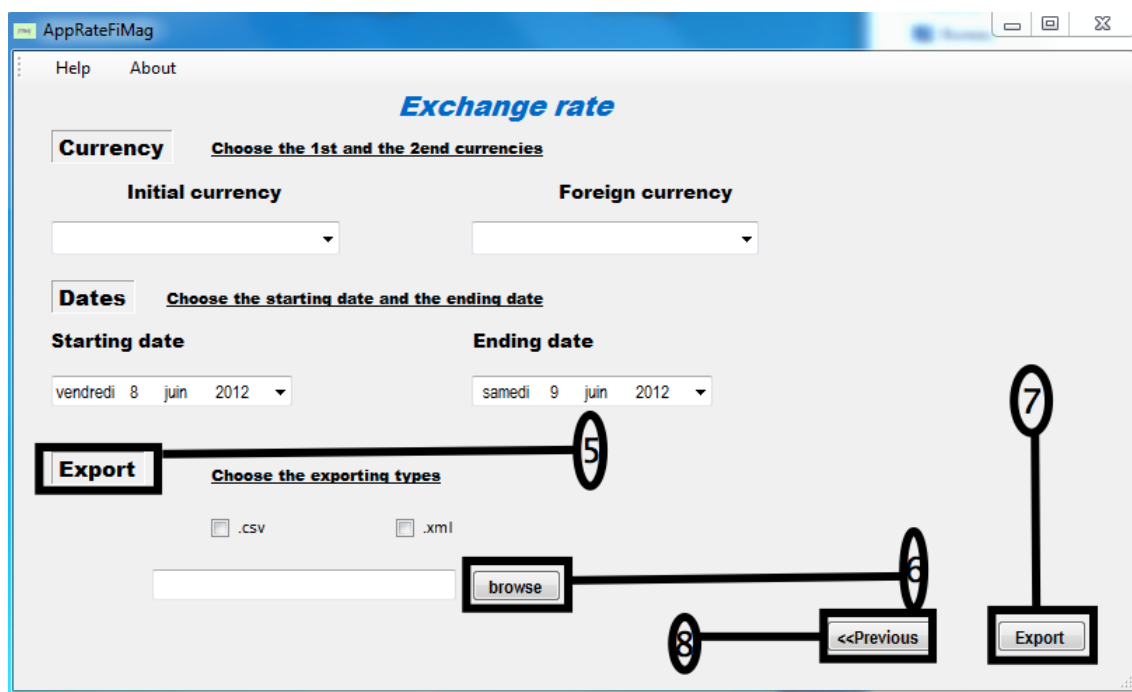 AppRateFiMag
Help About
Exchange rate
Currency Choose the 1st and the 2end currencies
Initial currency Foreign currency
Dates Choose the starting date and the ending date
Starting date Ending date
vendredi 8 juin 2012 samedi 9 juin 2012
7
5
Export Choose the exporting types
.csv .xml
6
browse
8 <<Previous Export